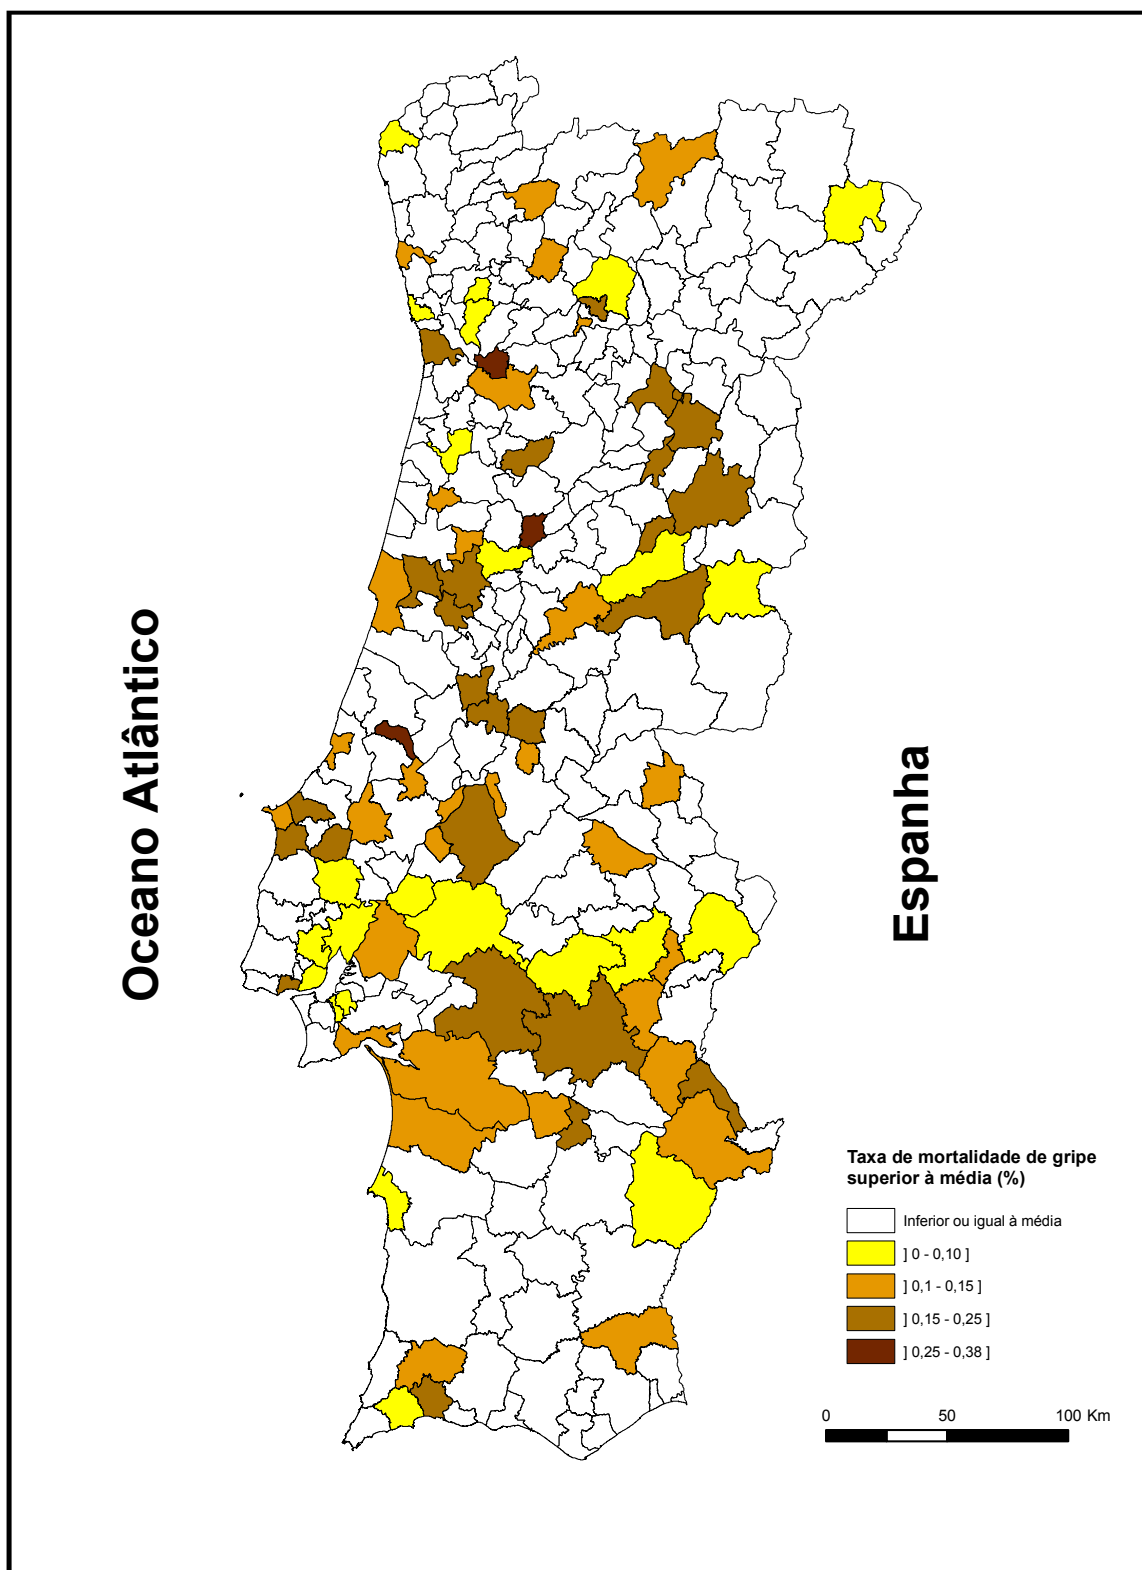 Oceano Atlântico
Espanha
Taxa de mortalidade de gripe
superior à média (%)
Inferior ou igual à média
] 0 - 0,10 ]
] 0,1 - 0,15 ]
] 0,15 - 0,25 ]
] 0,25 - 0,38 ]
0 50 100 Km